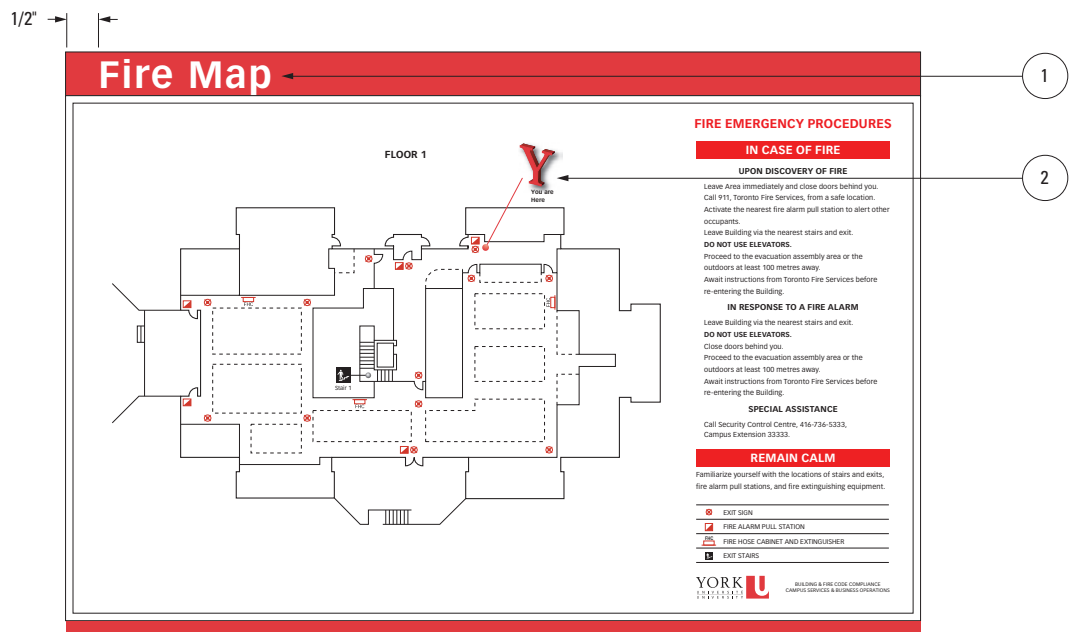 1/2"
Fire Map
1
FIRE EMERGENCY PROCEDURES
IN CASE OF FIRE
FLOOR 1
Y
2
You are
Here
UPON DISCOVERY OF FIRE
Leave Area immediately and close doors behind you.
Call 911, Toronto Fire Services, from a safe location.
Activate the nearest fire alarm pull station to alert other
occupants.
Leave Building via the nearest stairs and exit.
DO NOT USE ELEVATORS.
Proceed to the evacuation assembly area or the
outdoors at least 100 metres away.
Await instructions from Toronto Fire Services before
re-entering the Building.
IN RESPONSE TO A FIRE ALARM
Leave Building via the nearest stairs and exit.
DO NOT USE ELEVATORS.
Close doors behind you.
Proceed to the evacuation assembly area or the
outdoors at least 100 metres away.
Await instructions from Toronto Fire Services before
re-entering the Building.
SPECIAL ASSISTANCE
Call Security Control Centre, 416-736-5333,
Campus Extension 33333.
REMAIN CALM
Familiarize yourself with the locations of stairs and exits,
fire alarm pull stations, and fire extinguishing equipment.
FHC
FHC
Stair 1
FHC
EXIT SIGN
FIRE ALARM PULL STATION
FHC
FIRE HOSE CABINET AND EXTINGUISHER
EXIT STAIRS
YORK U
UNIVERSITÉ
UNIVERSITY
BUILDING & FIRE CODE COMPLIANCE
CAMPUS SERVICES & BUSINESS OPERATIONS